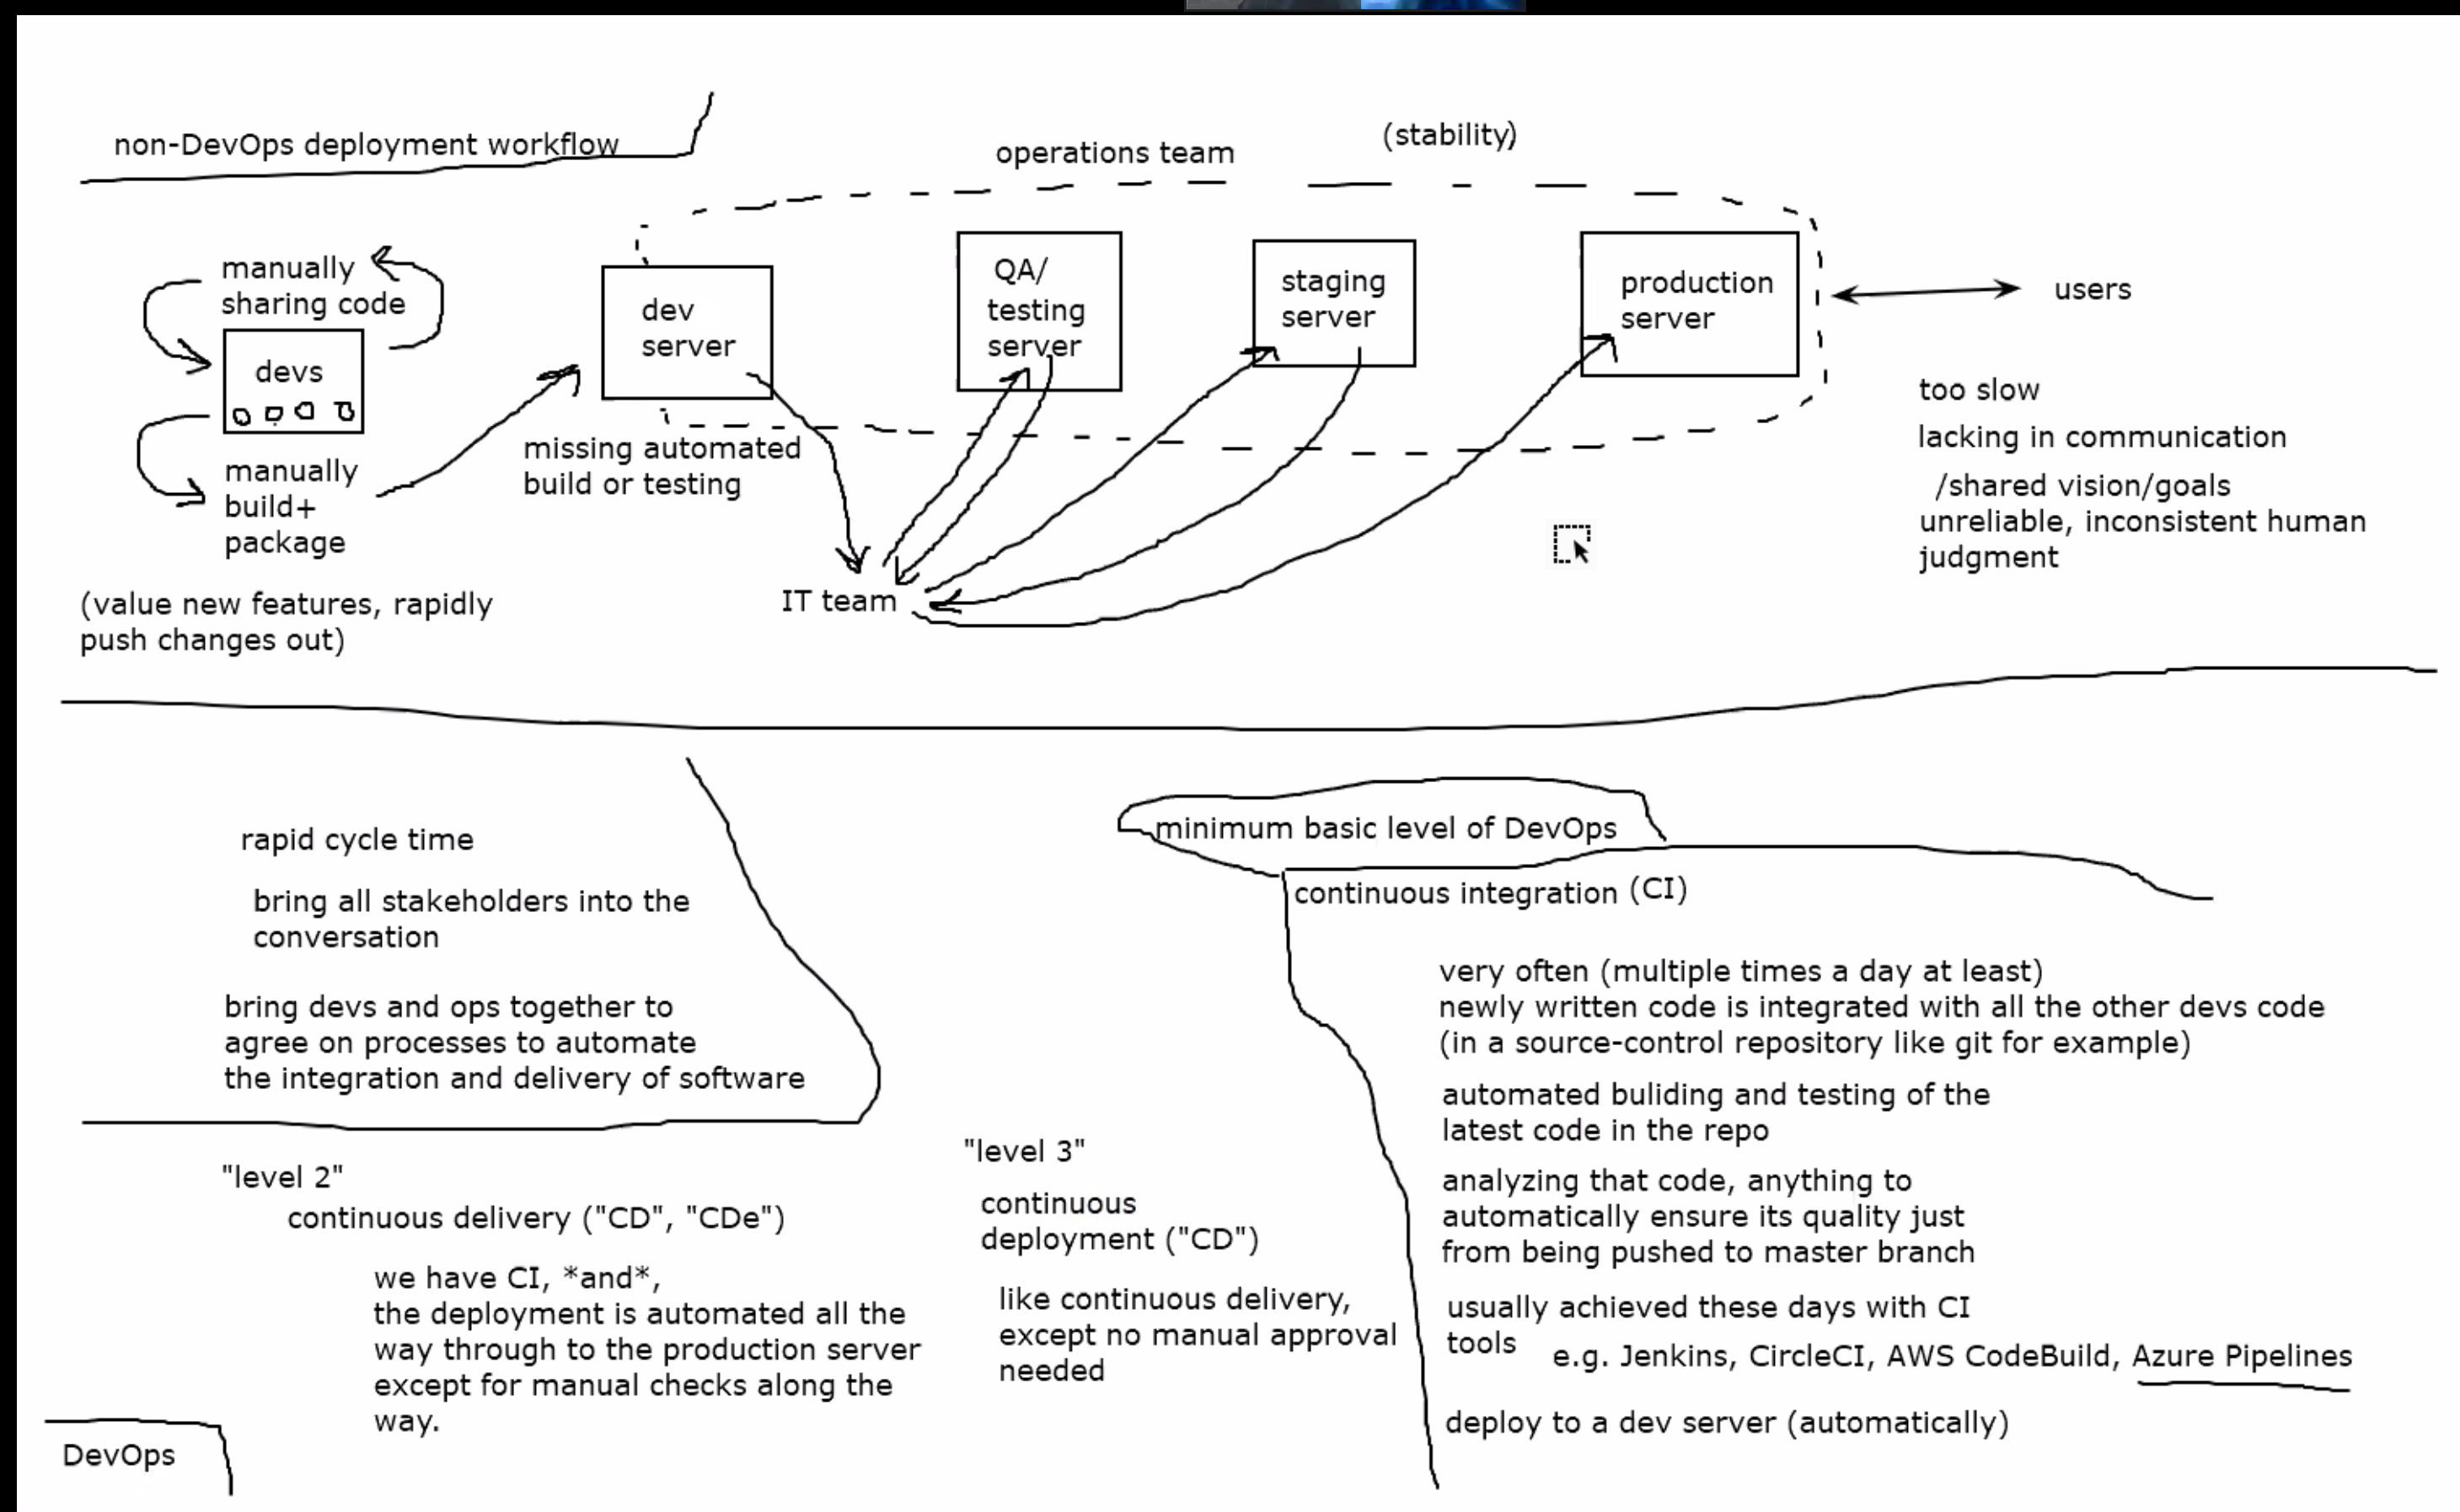 non-DevOps deployment workflow
operations team
(stability)
manually
sharing code
devs
manually
build+
package
(value new features, rapidly
push changes out)
dev
server
missing automated
build or testing
QA/
testing
server
staging
server
production
server
users
IT team
too slow
lacking in communication
/shared vision/goals
unreliable, inconsistent human
judgment
rapid cycle time
bring all stakeholders into the
conversation
bring devs and ops together to
agree on processes to automate
the integration and delivery of software
"level 2"
continuous delivery ("CD", "CDe")
we have CI, *and*,
the deployment is automated all the
way through to the production server
except for manual checks along the
way.
DevOps
"level 3"
continuous
deployment ("CD")
like continuous delivery,
except no manual approval
needed
minimum basic level of DevOps
continuous integration (CI)
very often (multiple times a day at least)
newly written code is integrated with all the other devs code
(in a source-control repository like git for example)
automated buliding and testing of the
latest code in the repo
analyzing that code, anything to
automatically ensure its quality just
from being pushed to master branch
usually achieved these days with CI
tools
e.g. Jenkins, CircleCI, AWS CodeBuild, Azure Pipelines
deploy to a dev server (automatically)